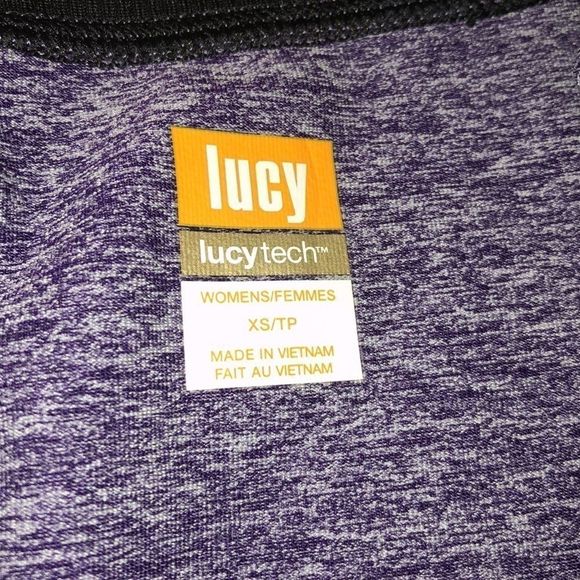 lucy
lucytech™
WOMENS/FEMMES
XS/TP
MADE IN VIETNAM
FAIT AU VIETNAM